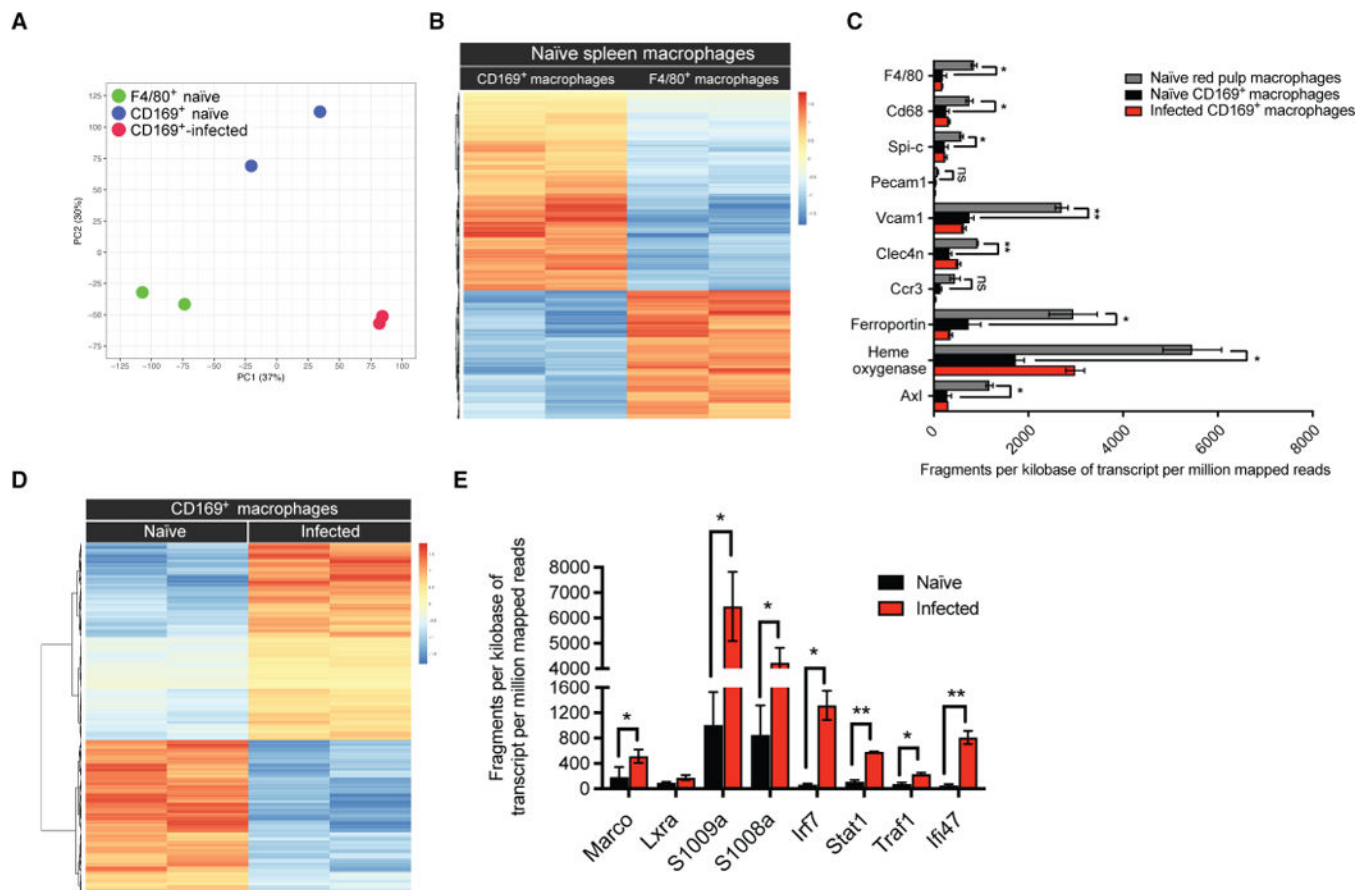 A
F4/80+ naïve
CD169+ naïve
CD169+-infected
125
100
75
50
25
0
−25
−50
−75
PC2 (30%)
−125
−100
−75
−50
−25
0
25
50
75
100
PC1 (37%)
B
Naïve spleen macrophages
CD169+ macrophages
F4/80+ macrophages
C
F4/80
Cd68
Spi-c
Pecam1
Vcam1
Clec4n
Ccr3
Ferroportin
Heme
oxygenase
Axl
*
*
*
ns
**
**
ns
*
*
*
Naïve red pulp macrophages
Naïve CD169+ macrophages
Infected CD169+ macrophages
0
2000
4000
6000
8000
Fragments per kilobase of transcript per million mapped reads
D
CD169+ macrophages
Naïve
Infected
E
Fragments per kilobase of
transcript per million mapped reads
8000
7000
6000
5000
4000
1600
1200
800
400
0
*
*
*
*
**
*
**
Naïve
Infected
Marco
Lxra
S1009a
S1008a
Irf7
Stat1
Traf1
Ifi47